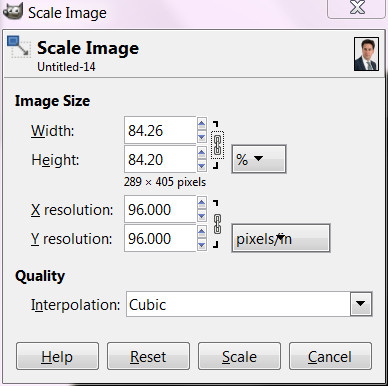 Scale Image
Scale Image
Untitled-14
Image Size
Width: 84.26
Height: 84.20 %
289 × 405 pixels
X resolution: 96.000
Y resolution: 96.000 pixels/in
Quality
Interpolation: Cubic
Help Reset Scale Cancel